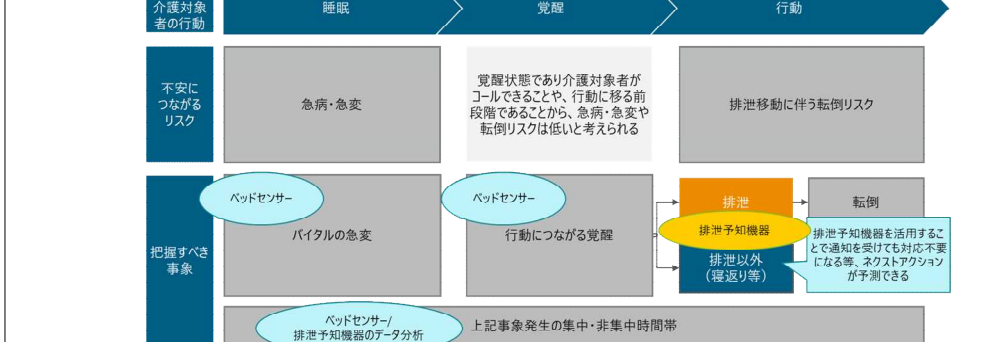 介護対象
者の行動
睡眠
覚醒
行動
不安に
つながる
リスク
急病・急変
覚醒状態であり介護対象者が
コールできることや、行動に移る前
段階であることから、急病・急変や
転倒リスクは低いと考えられる
排泄移動に伴う転倒リスク
把握すべき
事象
ベッドセンサー
バイタルの急変
ベッドセンサー
行動につながる覚醒
排泄
転倒
排泄予知機器
排泄以外
（寝返り等）
排泄予知機器を活用するこ
とで通知を受けても対応不要
になる等、ネクストアクション
が予測できる
ベッドセンサー/
排泄予知機器のデータ分析
上記事象発生の集中・非集中時間帯